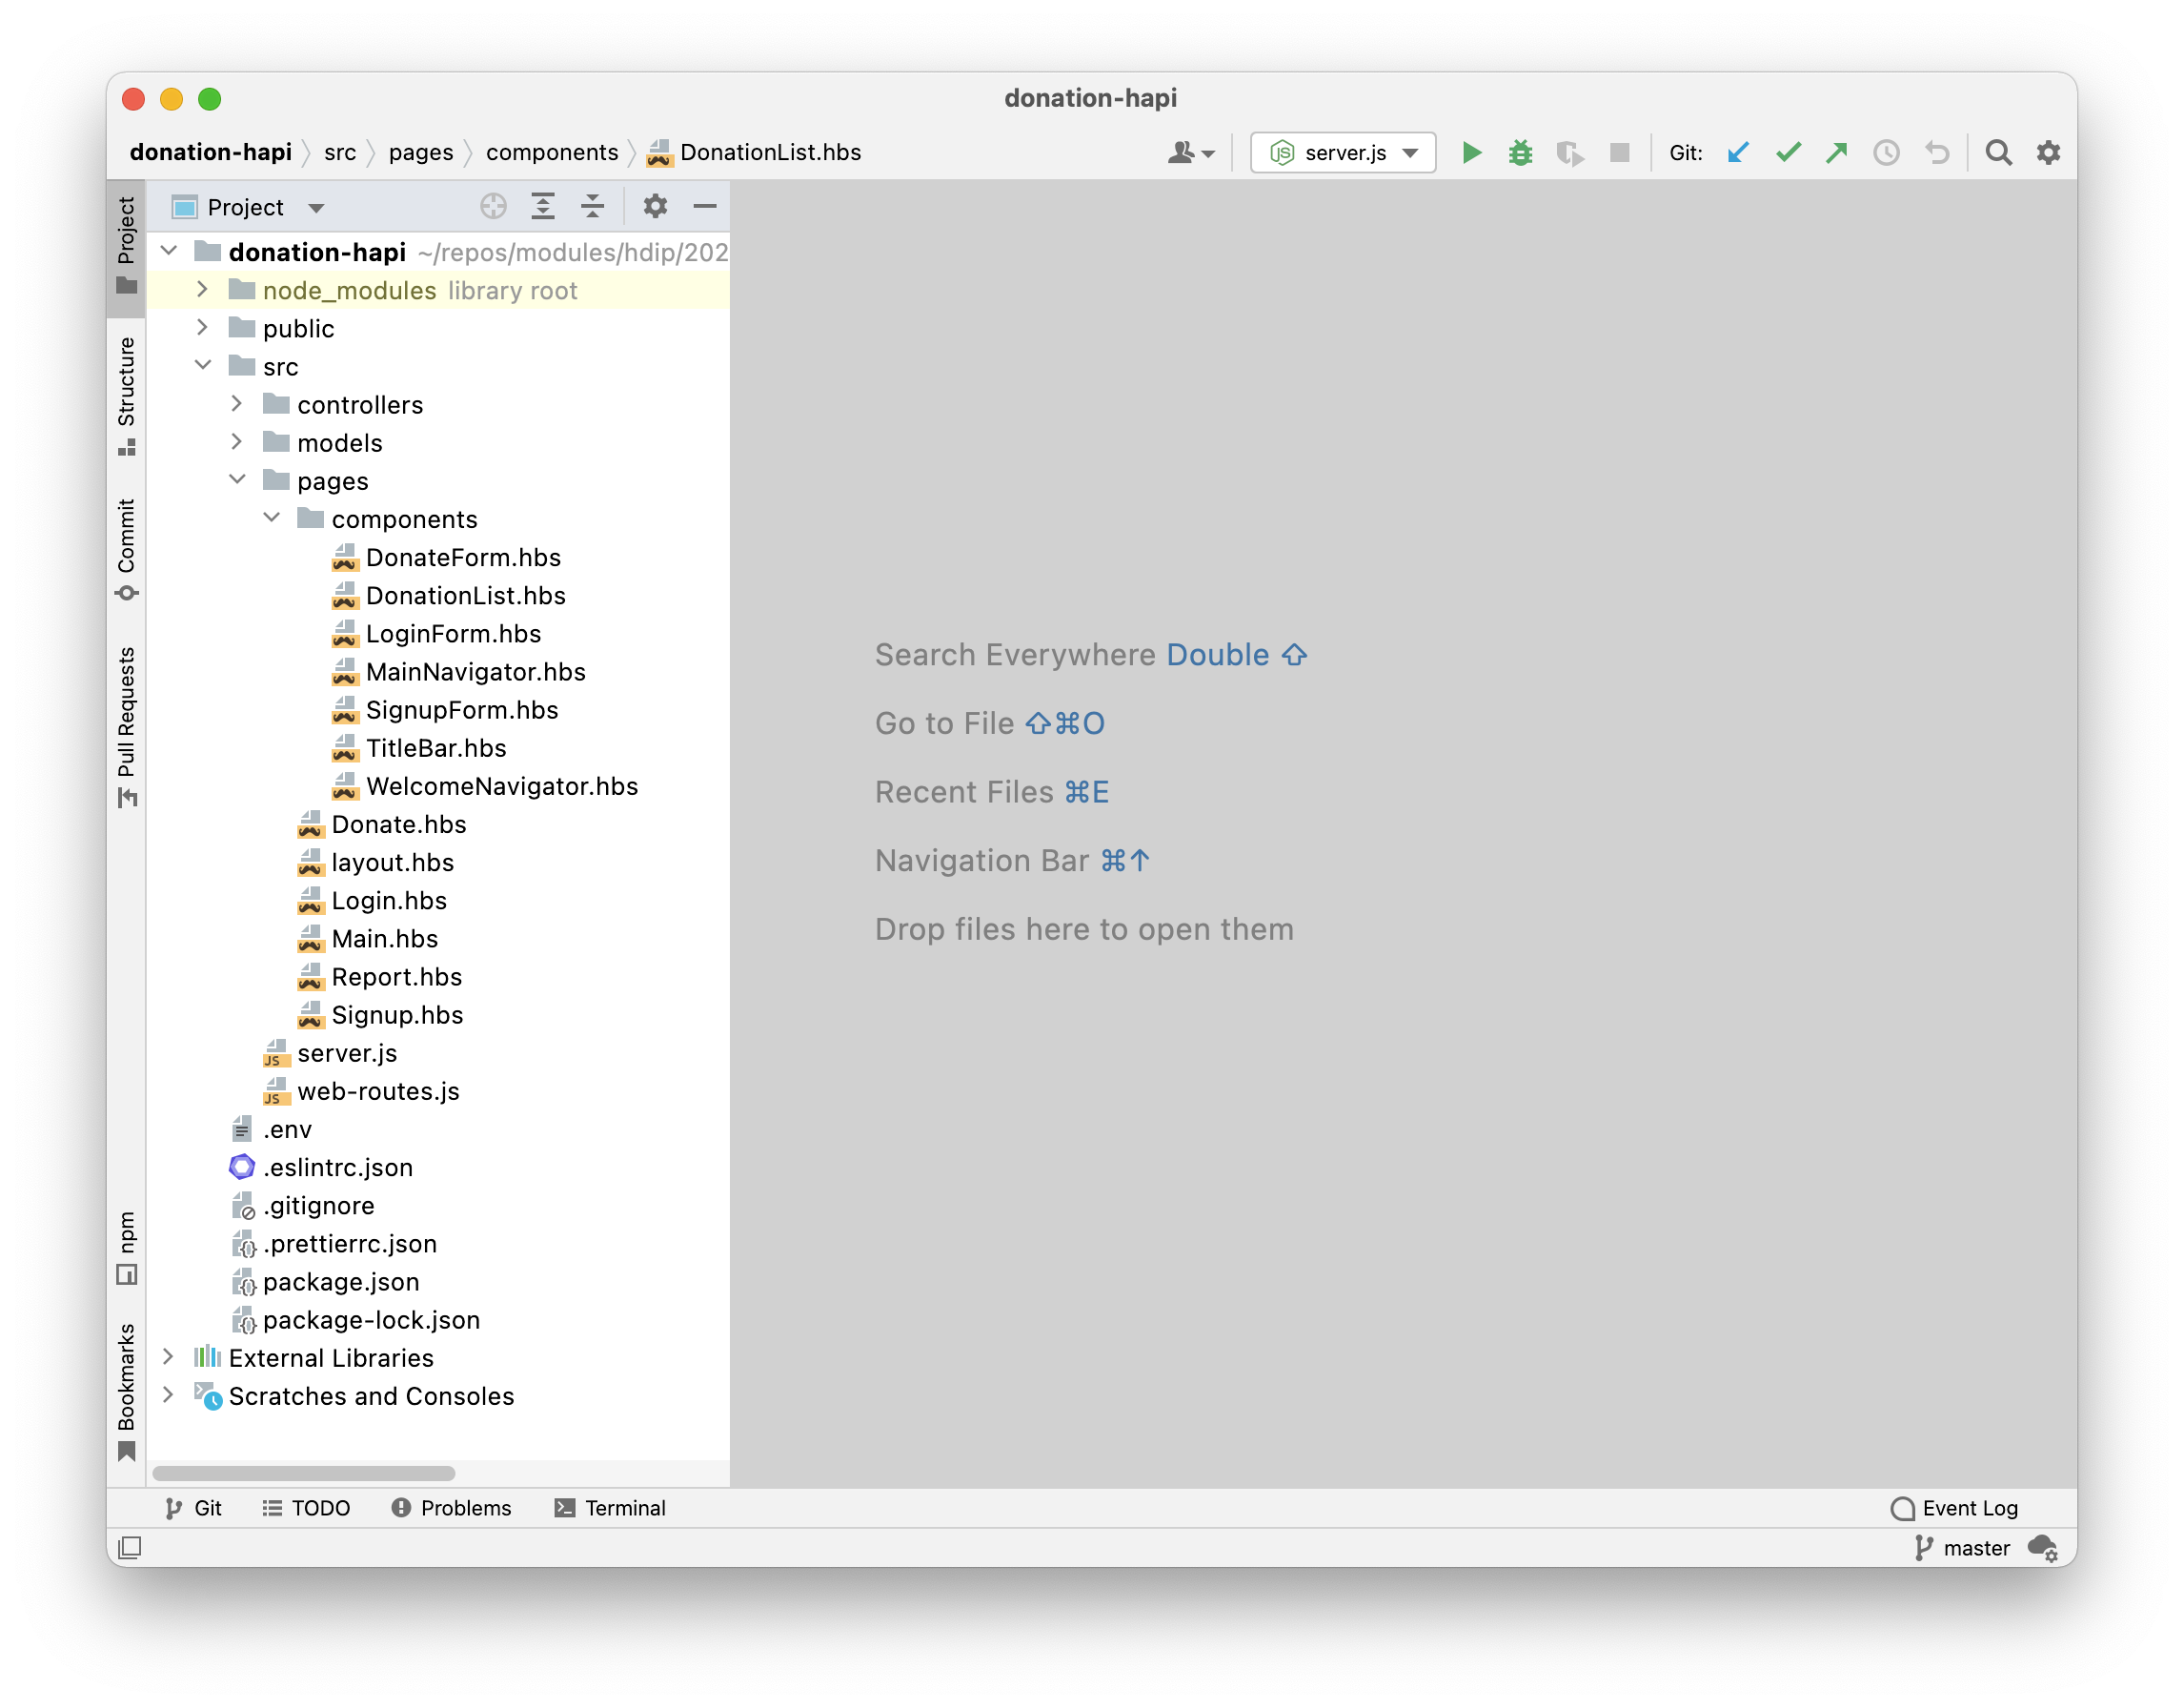 donation-hapi
donation-hapi src pages components DonationList.hbs server.js Git:
Project
Structure
Commit
Pull Requests
npm
Bookmarks
Project
donation-hapi ~/repos/modules/hdip/202
node_modules library root
public
src
controllers
models
pages
components
DonateForm.hbs
DonationList.hbs
LoginForm.hbs
MainNavigator.hbs
SignupForm.hbs
TitleBar.hbs
WelcomeNavigator.hbs
Donate.hbs
layout.hbs
Login.hbs
Main.hbs
Report.hbs
Signup.hbs
server.js
web-routes.js
.env
.eslintrc.json
.gitignore
.prettierrc.json
package.json
package-lock.json
External Libraries
Scratches and Consoles
Search Everywhere Double ⇧
Go to File ⇧⌘O
Recent Files ⌘E
Navigation Bar ⌘↑
Drop files here to open them
Git TODO Problems Terminal Event Log
master